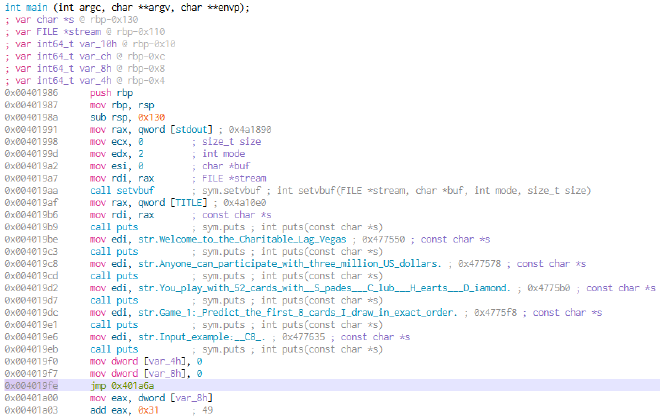 int main (int argc, char **argv, char **envp);
; var char *s @ rbp-0x130
; var FILE *stream @ rbp-0x110
; var int64_t var_10h @ rbp-0x10
; var int64_t var_ch @ rbp-0xc
; var int64_t var_8h @ rbp-0x8
; var int64_t var_4h @ rbp-0x4
0x00401986 push rbp
0x00401987 mov rbp, rsp
0x0040198a sub rsp, 0x130
0x00401991 mov rax, qword [stdout] ; 0x4a1890
0x00401998 mov ecx, 0 ; size_t size
0x0040199d mov edx, 2 ; int mode
0x004019a2 mov esi, 0 ; char *buf
0x004019a7 mov rdi, rax ; FILE *stream
0x004019aa call setvbuf ; sym.setvbuf ; int setvbuf(FILE *stream, char *buf, int mode, size_t size)
0x004019af mov rax, qword [TITLE] ; 0x4a10e0
0x004019b6 mov rdi, rax ; const char *s
0x004019b9 call puts ; sym.puts ; int puts(const char *s)
0x004019be mov edi, str.Welcome_to_the_Charitable_Lag_Vegas ; 0x477550 ; const char *s
0x004019c3 call puts ; sym.puts ; int puts(const char *s)
0x004019c8 mov edi, str.Anyone_can_participate_with_three_million_US_dollars. ; 0x477578 ; const char *s
0x004019cd call puts ; sym.puts ; int puts(const char *s)
0x004019d2 mov edi, str.You_play_with_52_cards_with__S_pades___C_lub___H_earts___D_iamond. ; 0x4775b0 ; const char *s
0x004019d7 call puts ; sym.puts ; int puts(const char *s)
0x004019dc mov edi, str.Game_1:_Predict_the_first_8_cards_I_draw_in_exact_order. ; 0x4775f8 ; const char *s
0x004019e1 call puts ; sym.puts ; int puts(const char *s)
0x004019e6 mov edi, str.Input_example:__C8_. ; 0x477635 ; const char *s
0x004019eb call puts ; sym.puts ; int puts(const char *s)
0x004019f0 mov dword [var_4h], 0
0x004019f7 mov dword [var_8h], 0
0x004019fe jmp 0x401a6a
0x00401a00 mov eax, dword [var_8h]
0x00401a03 add eax, 0x31 ; 49